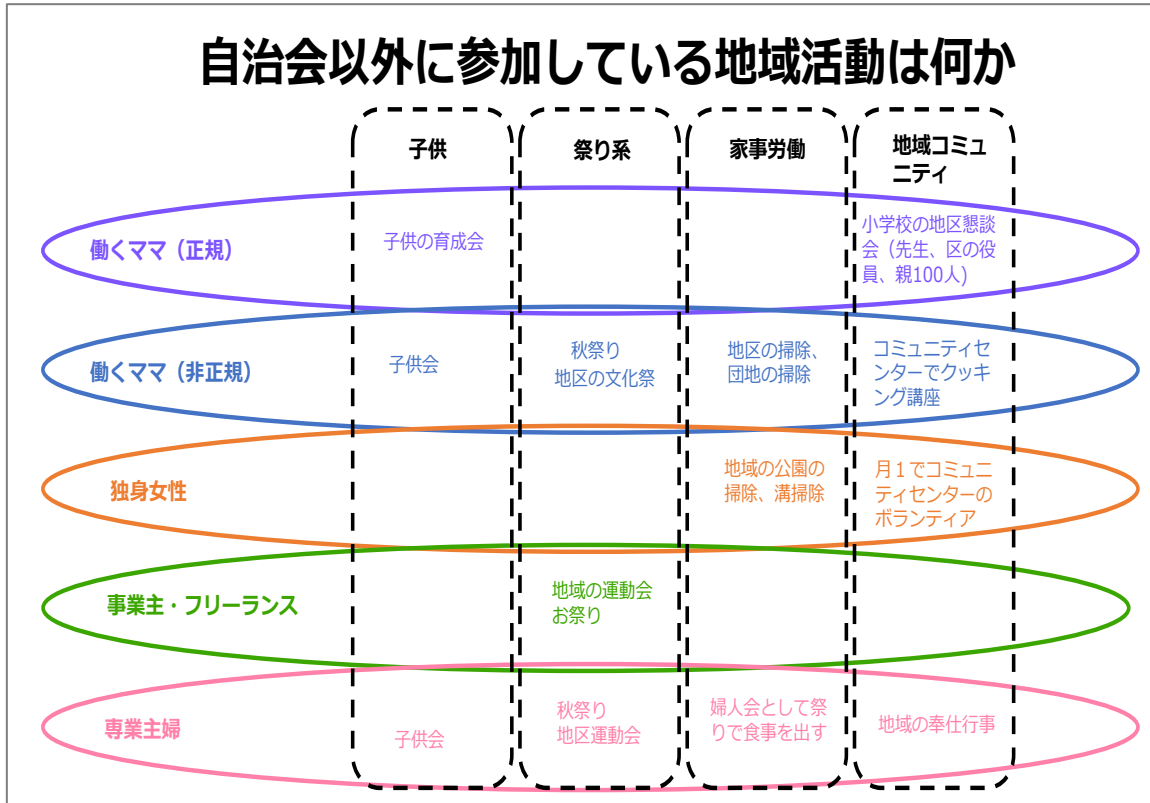 自治会以外に参加している地域活動は何か
子供
祭り系
家事労働
地域コミュ
ニティ
働くママ（正規）
子供の育成会
小学校の地区懇談
会（先生、区の役
員、親100人)
働くママ（非正規）
子供会
秋祭り
地区の文化祭
地区の掃除、
団地の掃除
コミュニティセ
ンターでクッキ
ング講座
独身女性
地域の公園の
掃除、溝掃除
月１でコミュニ
ティセンターの
ボランティア
事業主・フリーランス
地域の運動会
お祭り
専業主婦
子供会
秋祭り
地区運動会
婦人会として祭
りで食事を出す
地域の奉仕行事